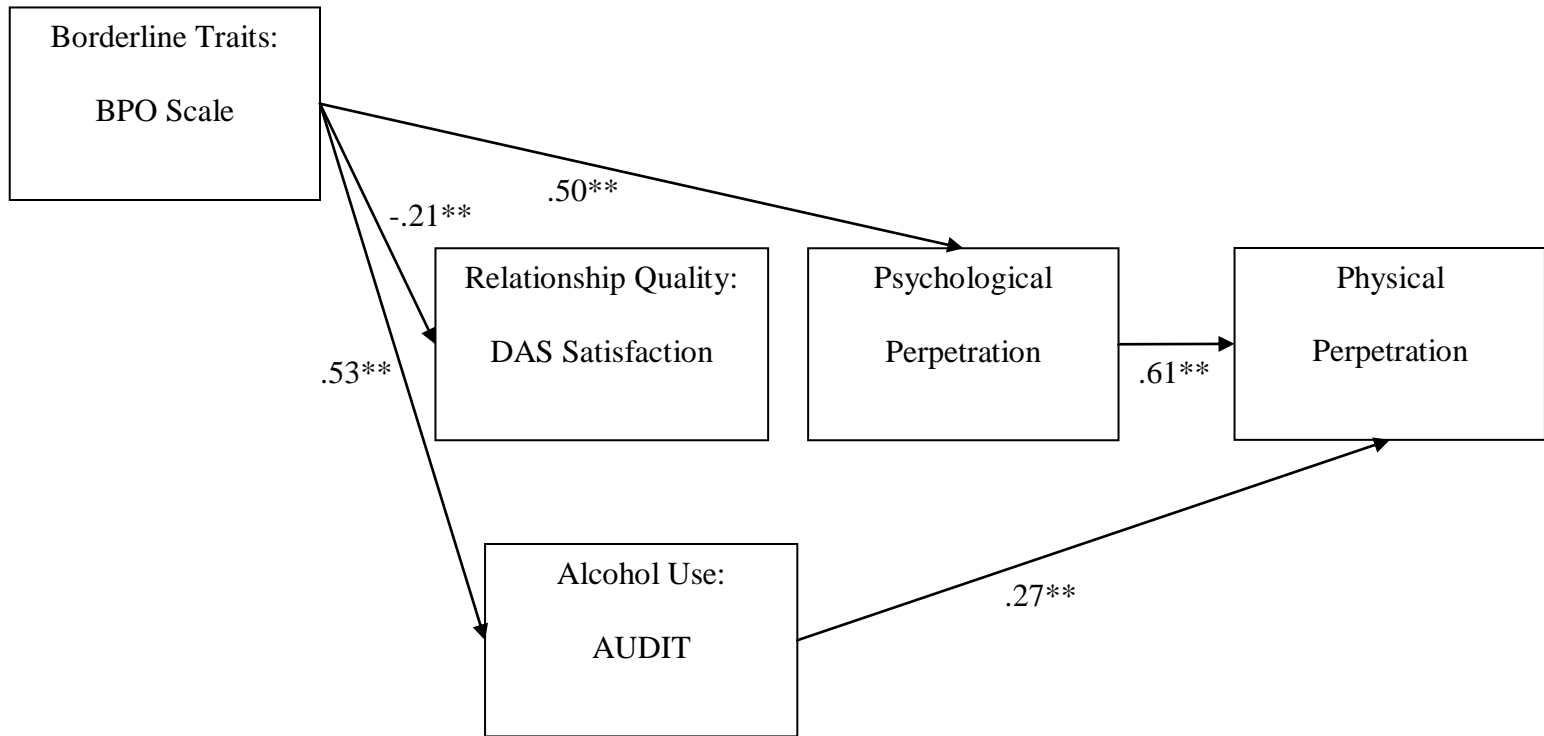 Borderline Traits:
BPO Scale
.50**
-.21**
.53**
Relationship Quality:
DAS Satisfaction
Psychological
Perpetration
.61**
Physical
Perpetration
Alcohol Use:
AUDIT
.27**